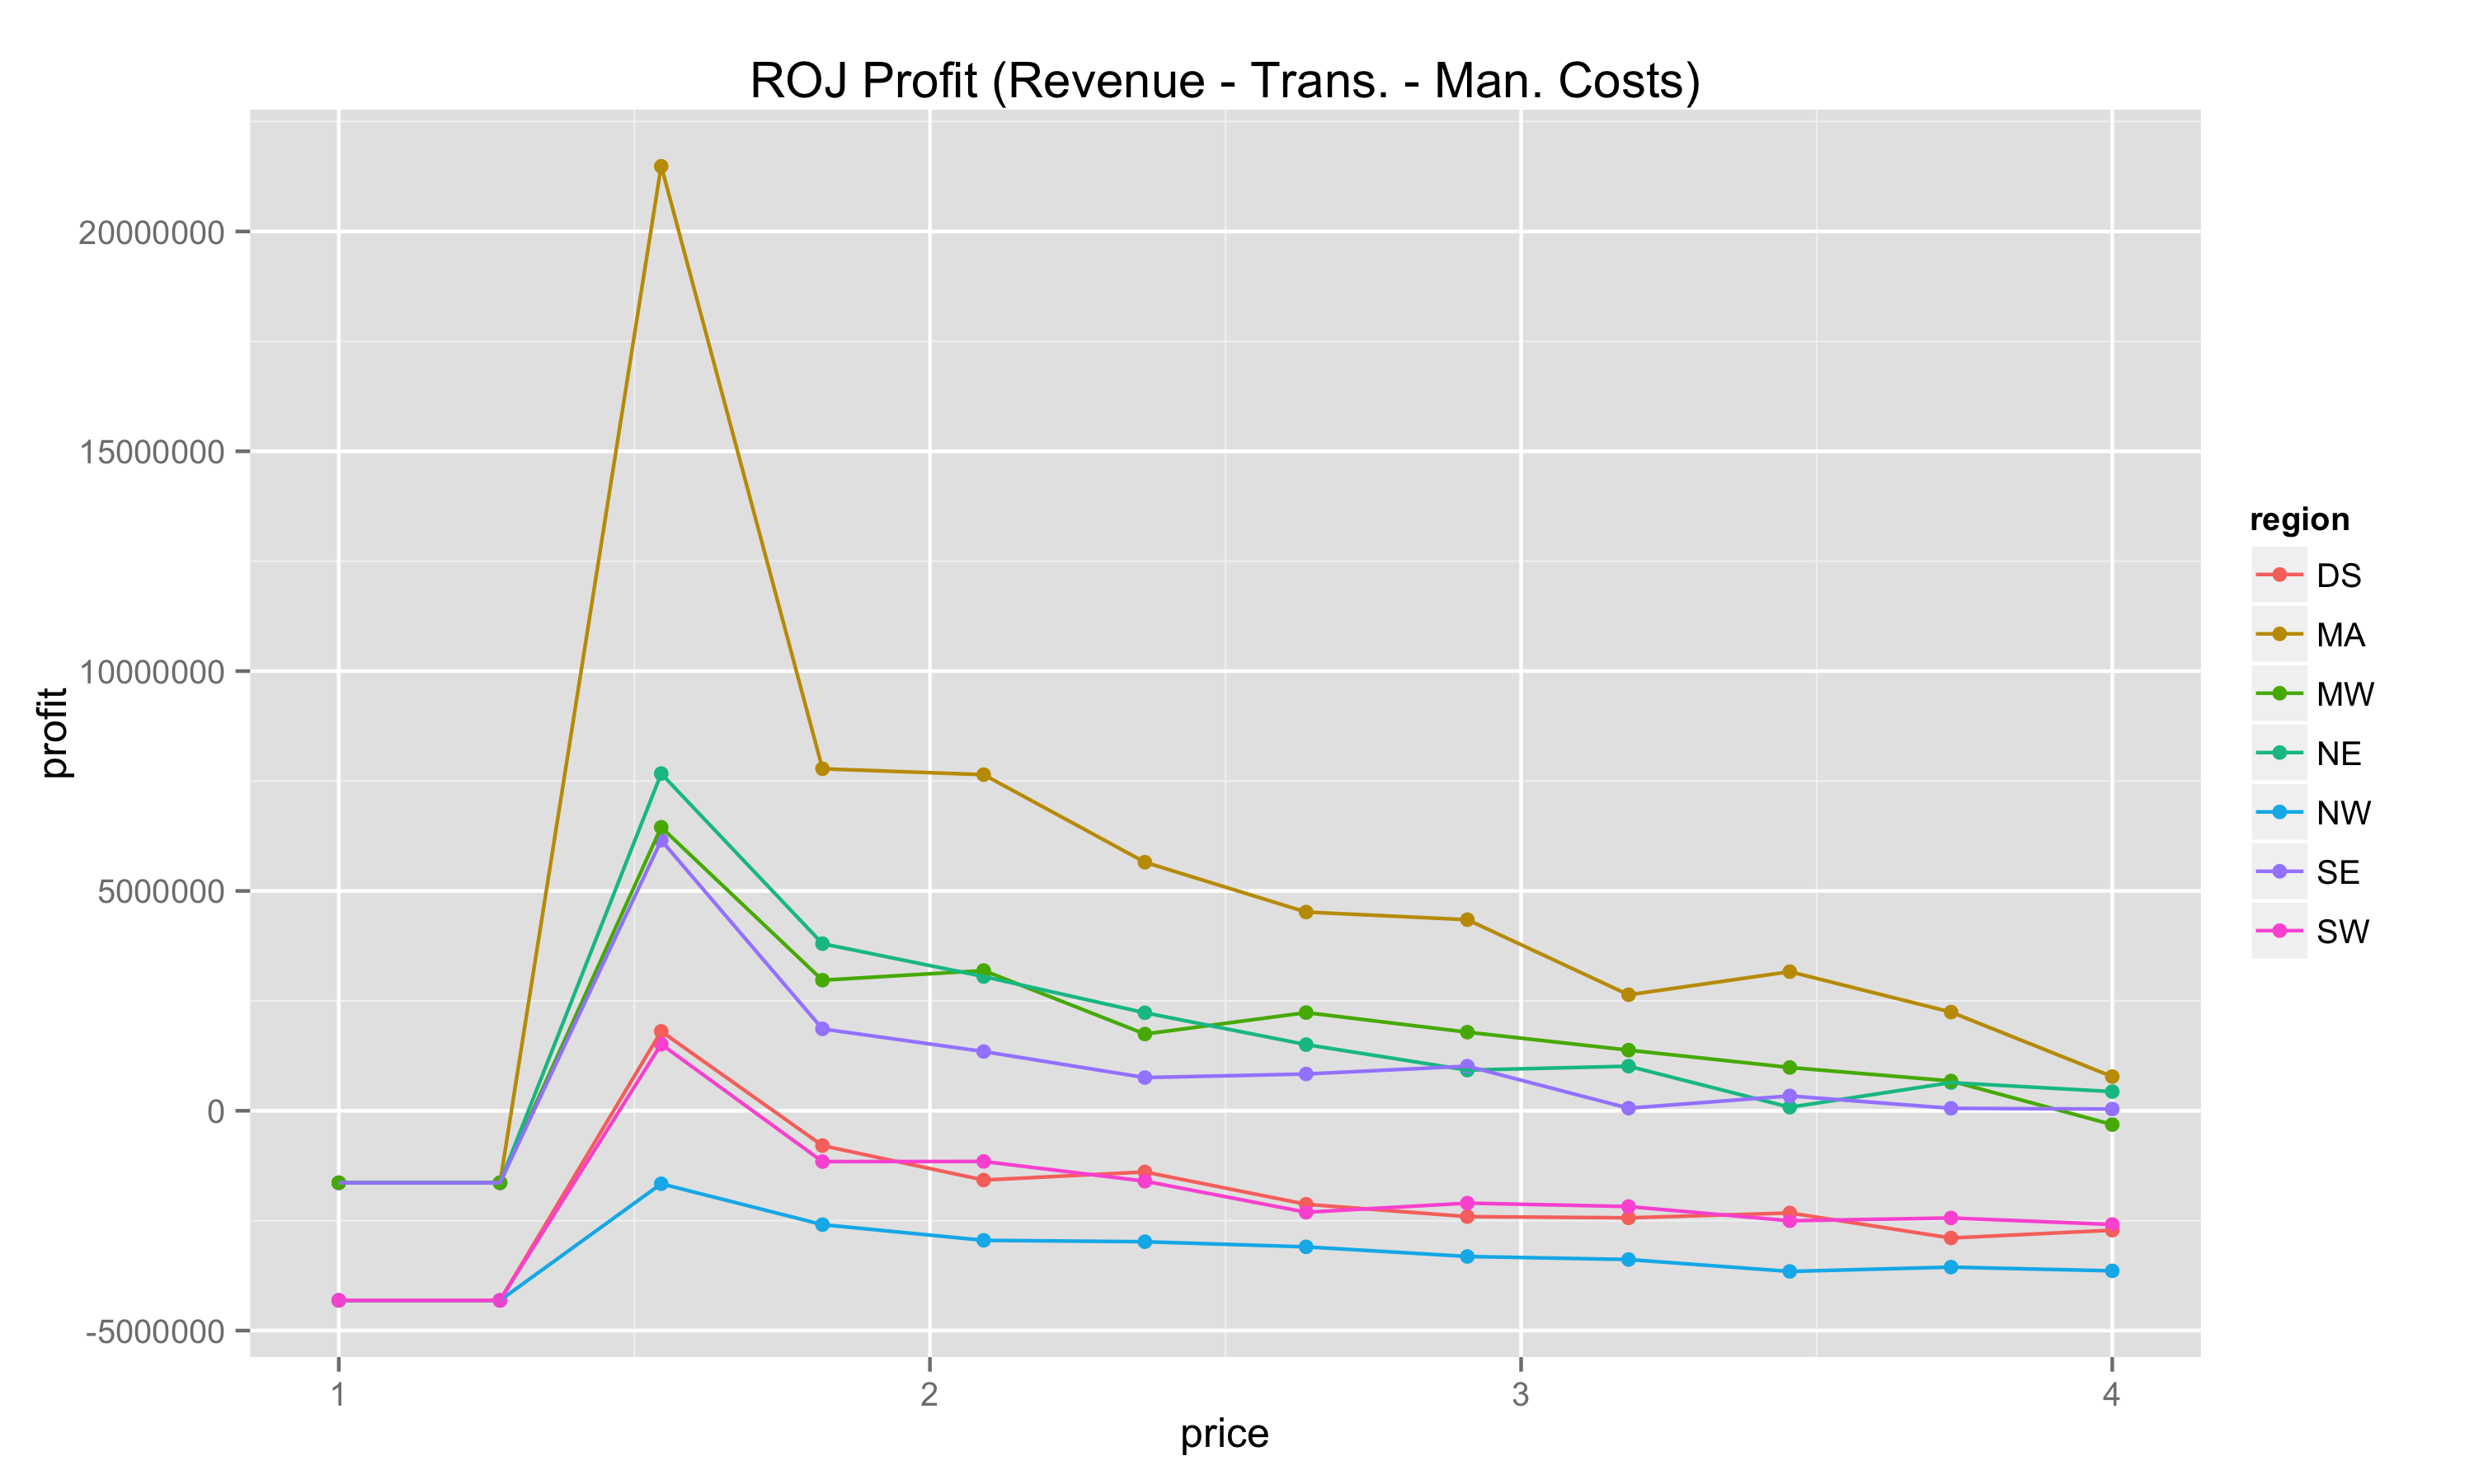 ROJ Profit (Revenue - Trans. - Man. Costs)
profit
20000000
15000000
10000000
5000000
0
-5000000
1 2 3 4
price
region
DS
MA
MW
NE
NW
SE
SW